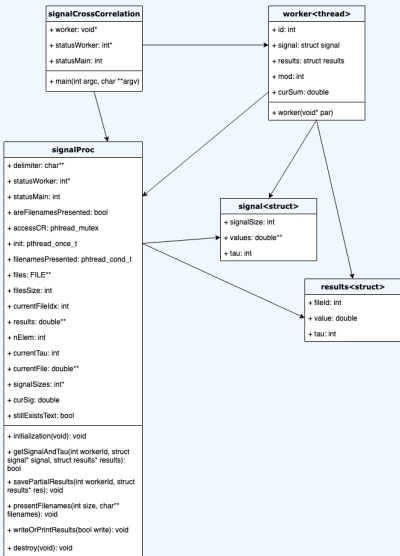 signalCrossCorrelation
+ worker: void*
+ statusWorker: int*
+ statusMain: int
+ main(int argc, char **argv)
worker<thread>
+ id: int
+ signal: struct signal
+ results: struct results
+ mod: int
+ curSum: double
+ worker(void* par)
signalProc
+ delimiter: char**
+ statusWorker: int*
+ statusMain: int
+ areFilenamesPresented: bool
+ accessCR: phtread_mutex
+ init: pthread_once_t
+ filenamesPresented: phtread_cond_t
+ files: FILE**
+ filesSize: int
+ currentFileIdx: int
+ results: double**
+ nElem: int
+ currentTau: int
+ currentFile: double**
+ signalSizes: int*
+ curSig: double
+ stillExistsText: bool
+ initialization(void): void
+ getSignalAndTau(int workerId, struct
signal* signal, struct results* results):
bool
+ savePartialResults(int workerId, struct
results* res): void
+ presentFilenames(int size, char**
filenames): void
+ writeOrPrintResults(bool write): void
+ destroy(void): void
signal<struct>
+ signalSize: int
+ values: double**
+ tau: int
results<struct>
+ fileId: int
+ value: double
+ tau: int